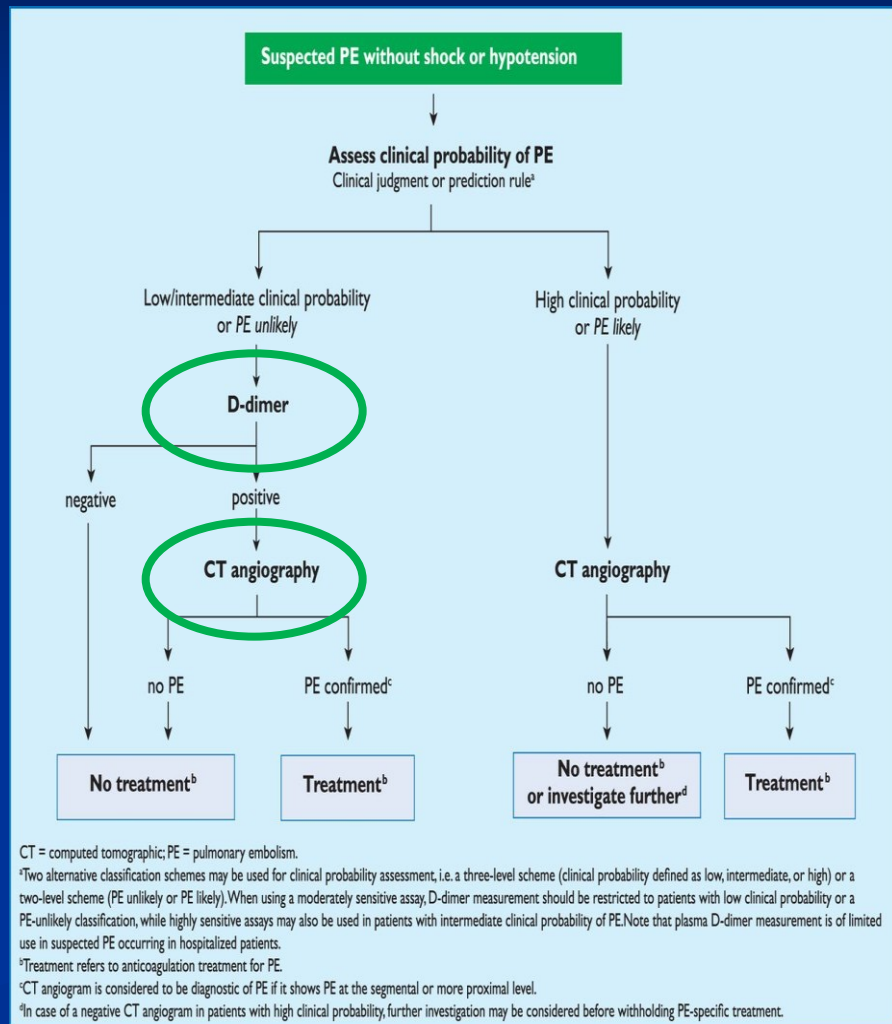 Suspected PE without shock or hypotension
Assess clinical probability of PE
Clinical judgment or prediction ruleᵃ
Low/intermediate clinical probability
or PE unlikely
High clinical probability
or PE likely
D-dimer
negative
positive
CT angiography
CT angiography
no PE
PE confirmedᶜ
no PE
PE confirmedᶜ
No treatmentᵇ
Treatmentᵇ
No treatmentᵇ
or investigate furtherᵈ
Treatmentᵇ
CT = computed tomographic; PE = pulmonary embolism.
ᵃTwo alternative classification schemes may be used for clinical probability assessment, i.e. a three-level scheme (clinical probability defined as low, intermediate, or high) or a
two-level scheme (PE unlikely or PE likely). When using a moderately sensitive assay, D-dimer measurement should be restricted to patients with low clinical probability or a
PE-unlikely classification, while highly sensitive assays may also be used in patients with intermediate clinical probability of PE. Note that plasma D-dimer measurement is of limited
use in suspected PE occurring in hospitalized patients.
ᵇTreatment refers to anticoagulation treatment for PE.
ᶜCT angiogram is considered to be diagnostic of PE if it shows PE at the segmental or more proximal level.
ᵈIn case of a negative CT angiogram in patients with high clinical probability, further investigation may be considered before withholding PE-specific treatment.